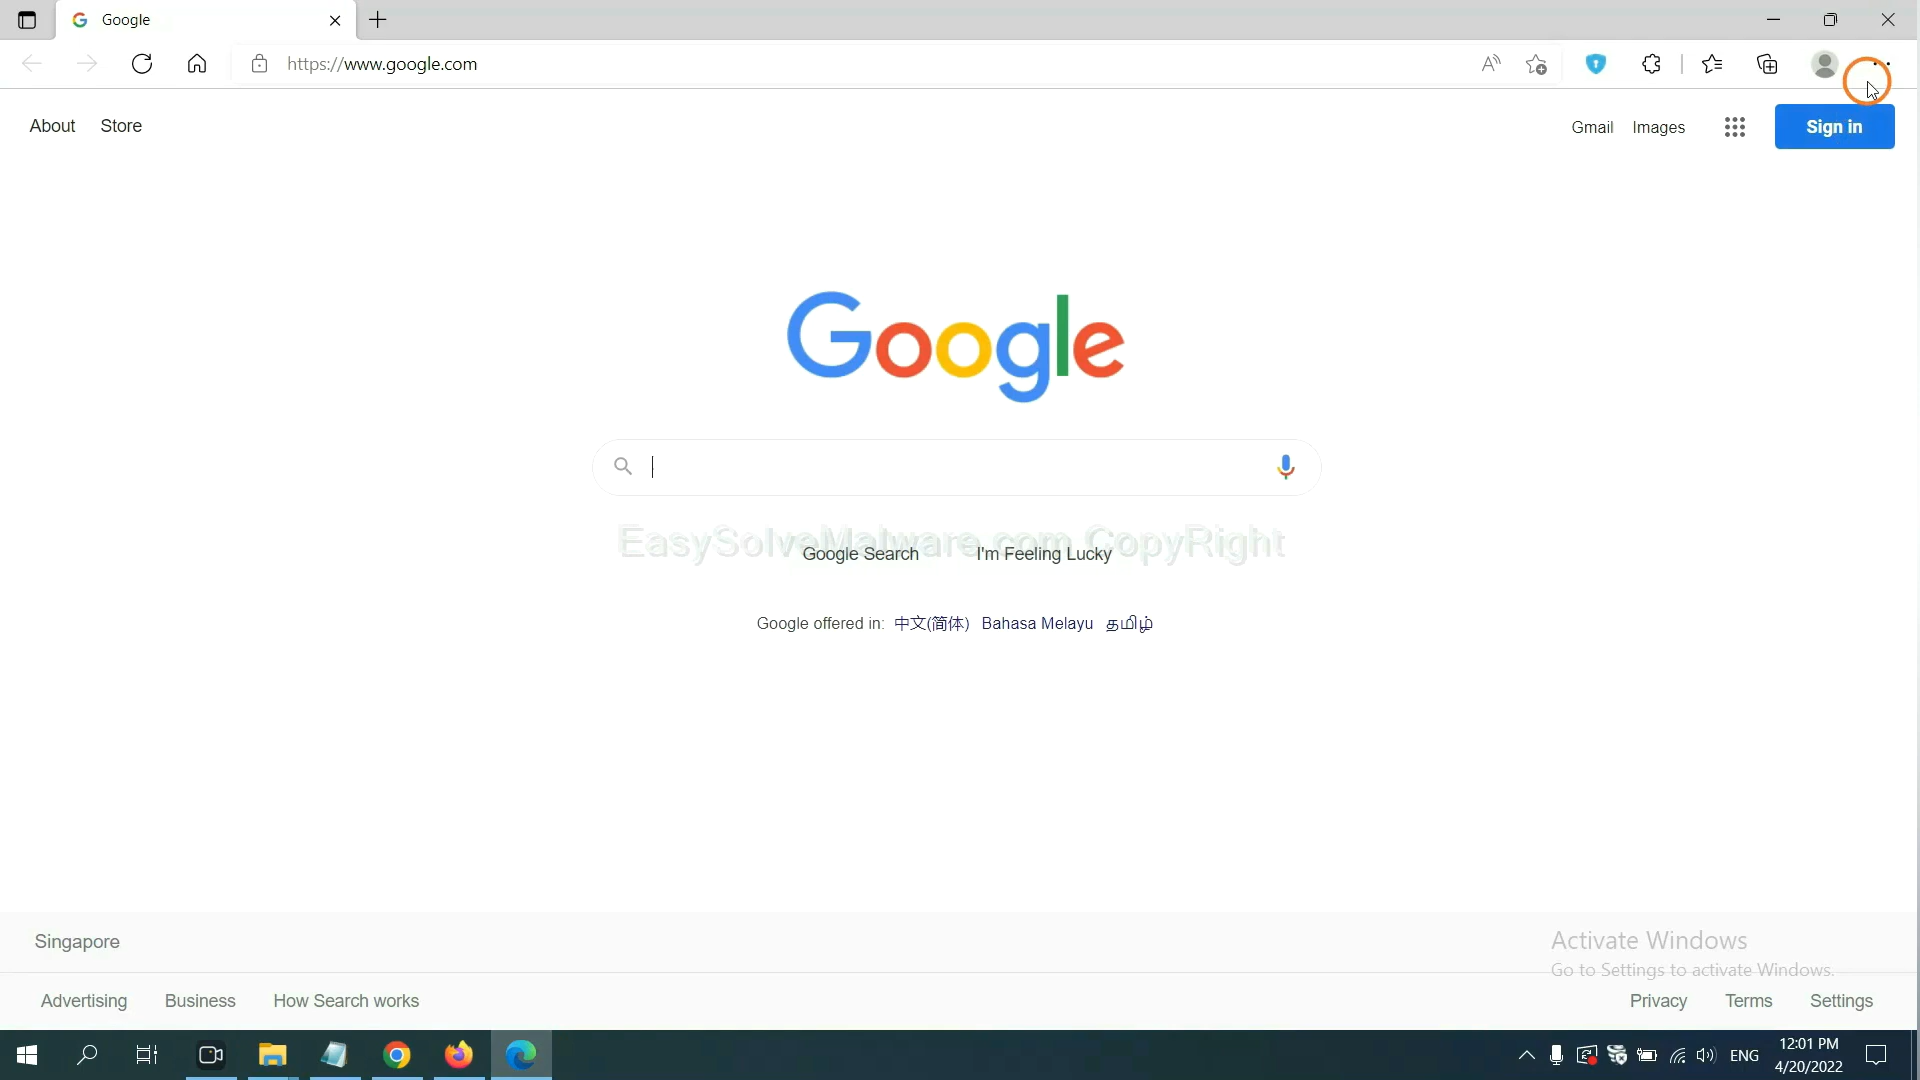 Google
https://www.google.com
About Store
Gmail Images
Sign in
Google
EasySolveMalware.com CopyRight
Google Search I'm Feeling Lucky
Google offered in: 中文(简体) Bahasa Melayu தமிழ்
Singapore
Activate Windows
Go to Settings to activate Windows.
Advertising Business How Search works
Privacy Terms Settings
ENG
12:01 PM
4/20/2022